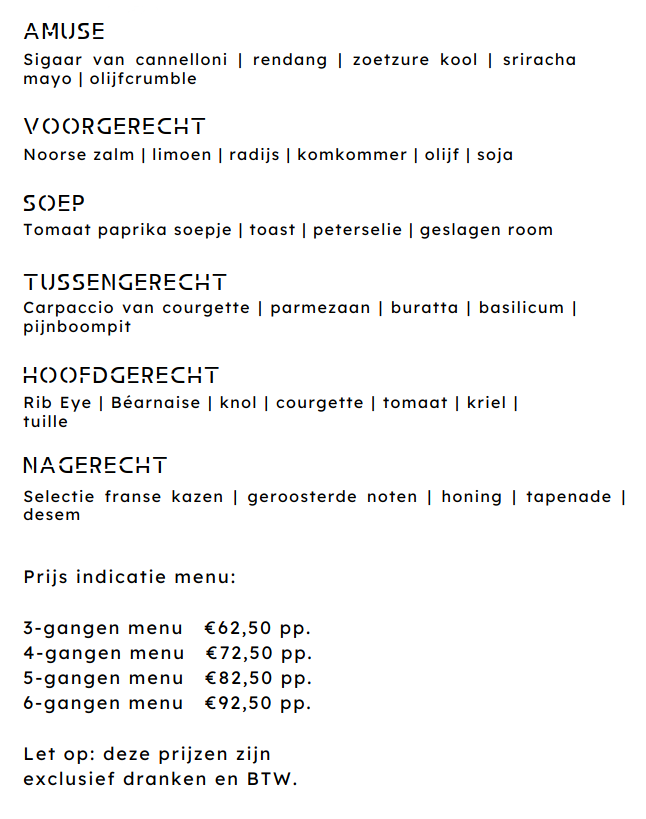 AMUSE
Sigaar van cannelloni | rendang | zoetzure kool | sriracha
mayo | olijfcrumble
VOORGERECHT
Noorse zalm | limoen | radijs | komkommer | olijf | soja
SOEP
Tomaat paprika soepje | toast | peterselie | geslagen room
TUSSENGERECHT
Carpaccio van courgette | parmezaan | buratta | basilicum |
pijnboompit
HOOFDGERECHT
Rib Eye | Béarnaise | knol | courgette | tomaat | kriel |
tuille
NAGERECHT
Selectie franse kazen | geroosterde noten | honing | tapenade |
desem
Prijs indicatie menu:
3-gangen menu €62,50 pp.
4-gangen menu €72,50 pp.
5-gangen menu €82,50 pp.
6-gangen menu €92,50 pp.
Let op: deze prijzen zijn
exclusief dranken en BTW.